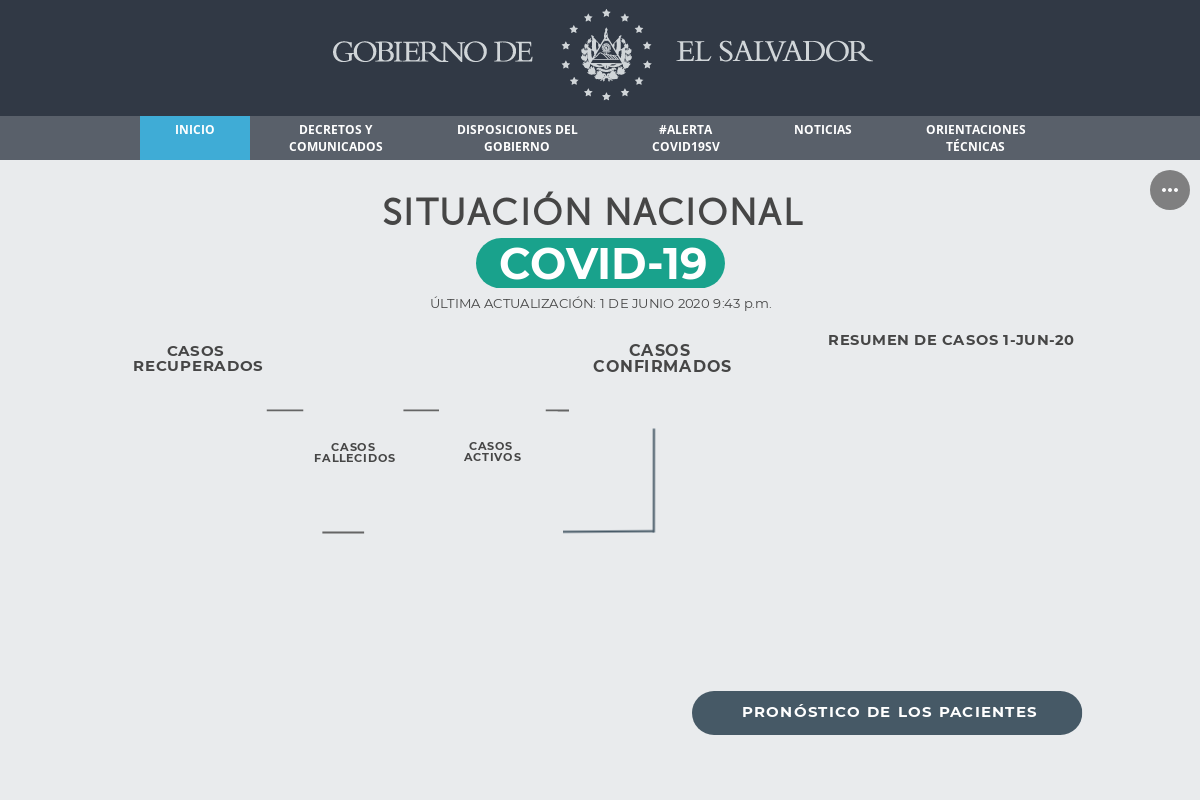 GOBIERNO DE EL SALVADOR
INICIO
DECRETOS Y
COMUNICADOS
DISPOSICIONES DEL
GOBIERNO
#ALERTA
COVID19SV
NOTICIAS
ORIENTACIONES
TÉCNICAS
SITUACIÓN NACIONAL
COVID-19
ÚLTIMA ACTUALIZACIÓN: 1 DE JUNIO 2020 9:43 p.m.
CASOS
RECUPERADOS
CASOS
CONFIRMADOS
RESUMEN DE CASOS 1-JUN-20
CASOS
FALLECIDOS
CASOS
ACTIVOS
PRONÓSTICO DE LOS PACIENTES